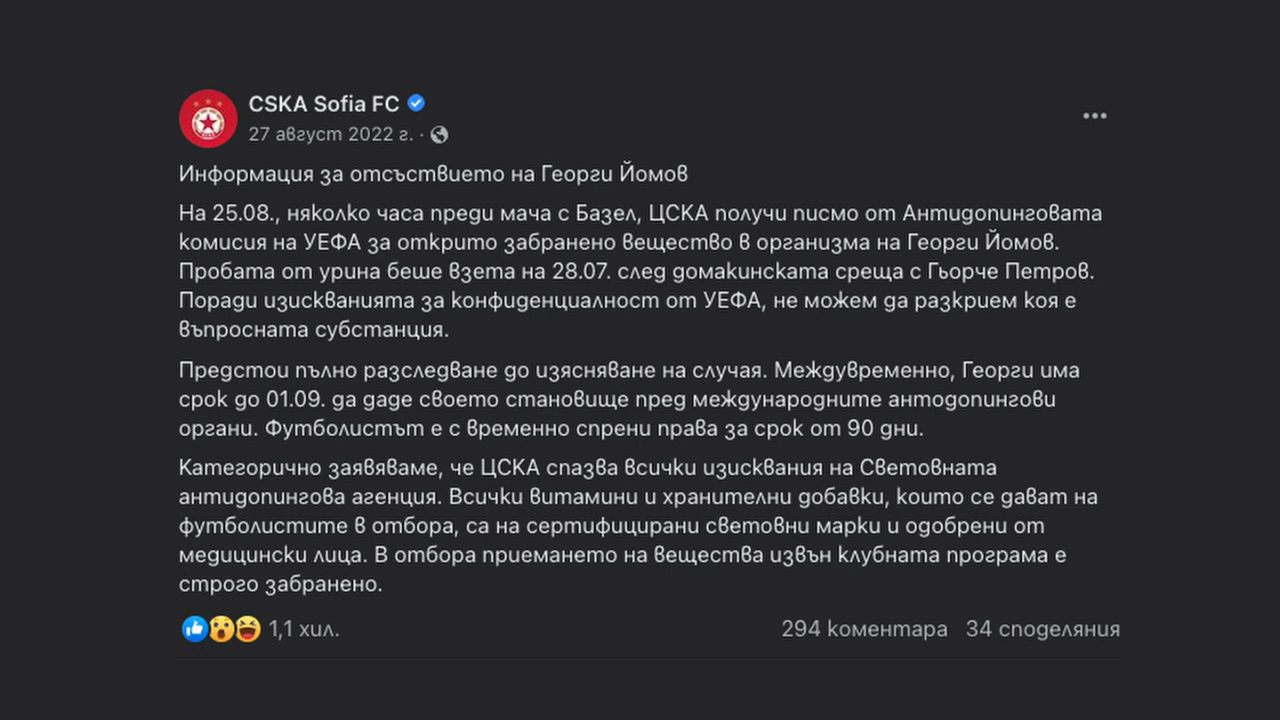 CSKA Sofia FC
27 август 2022 г. ·
Информация за отсъствието на Георги Йомов
На 25.08., няколко часа преди мача с Базел, ЦСКА получи писмо от Антидопинговата
комисия на УЕФА за открито забранено вещество в организма на Георги Йомов.
Пробата от урина беше взета на 28.07. след домакинската среща с Гьорче Петров.
Поради изискванията за конфиденциалност от УЕФА, не можем да разкрием коя е
въпросната субстанция.
Предстои пълно разследване до изясняване на случая. Междувременно, Георги има
срок до 01.09. да даде своето становище пред международните антодопингови
органи. Футболистът е с временно спрени права за срок от 90 дни.
Категорично заявяваме, че ЦСКА спазва всички изисквания на Световната
антидопингова агенция. Всички витамини и хранителни добавки, които се дават на
футболистите в отбора, са на сертифицирани световни марки и одобрени от
медицински лица. В отбора приемането на вещества извън клубната програма е
строго забранено.
1,1 хил. 294 коментара 34 споделяния